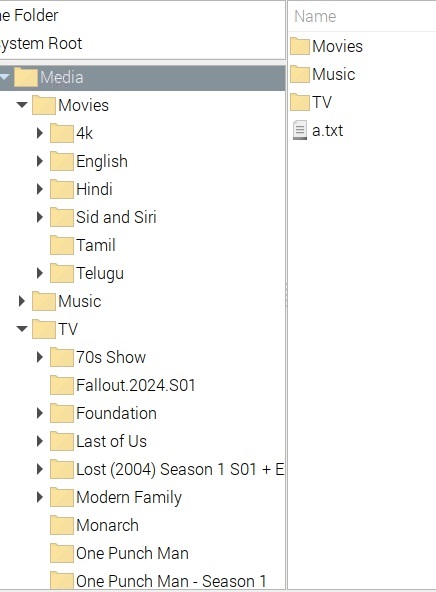 e Folder
ystem Root
Media
Movies
4k
English
Hindi
Sid and Siri
Tamil
Telugu
Music
TV
70s Show
Fallout.2024.S01
Foundation
Last of Us
Lost (2004) Season 1 S01 + E
Modern Family
Monarch
One Punch Man
One Punch Man - Season 1
Name
Movies
Music
TV
a.txt